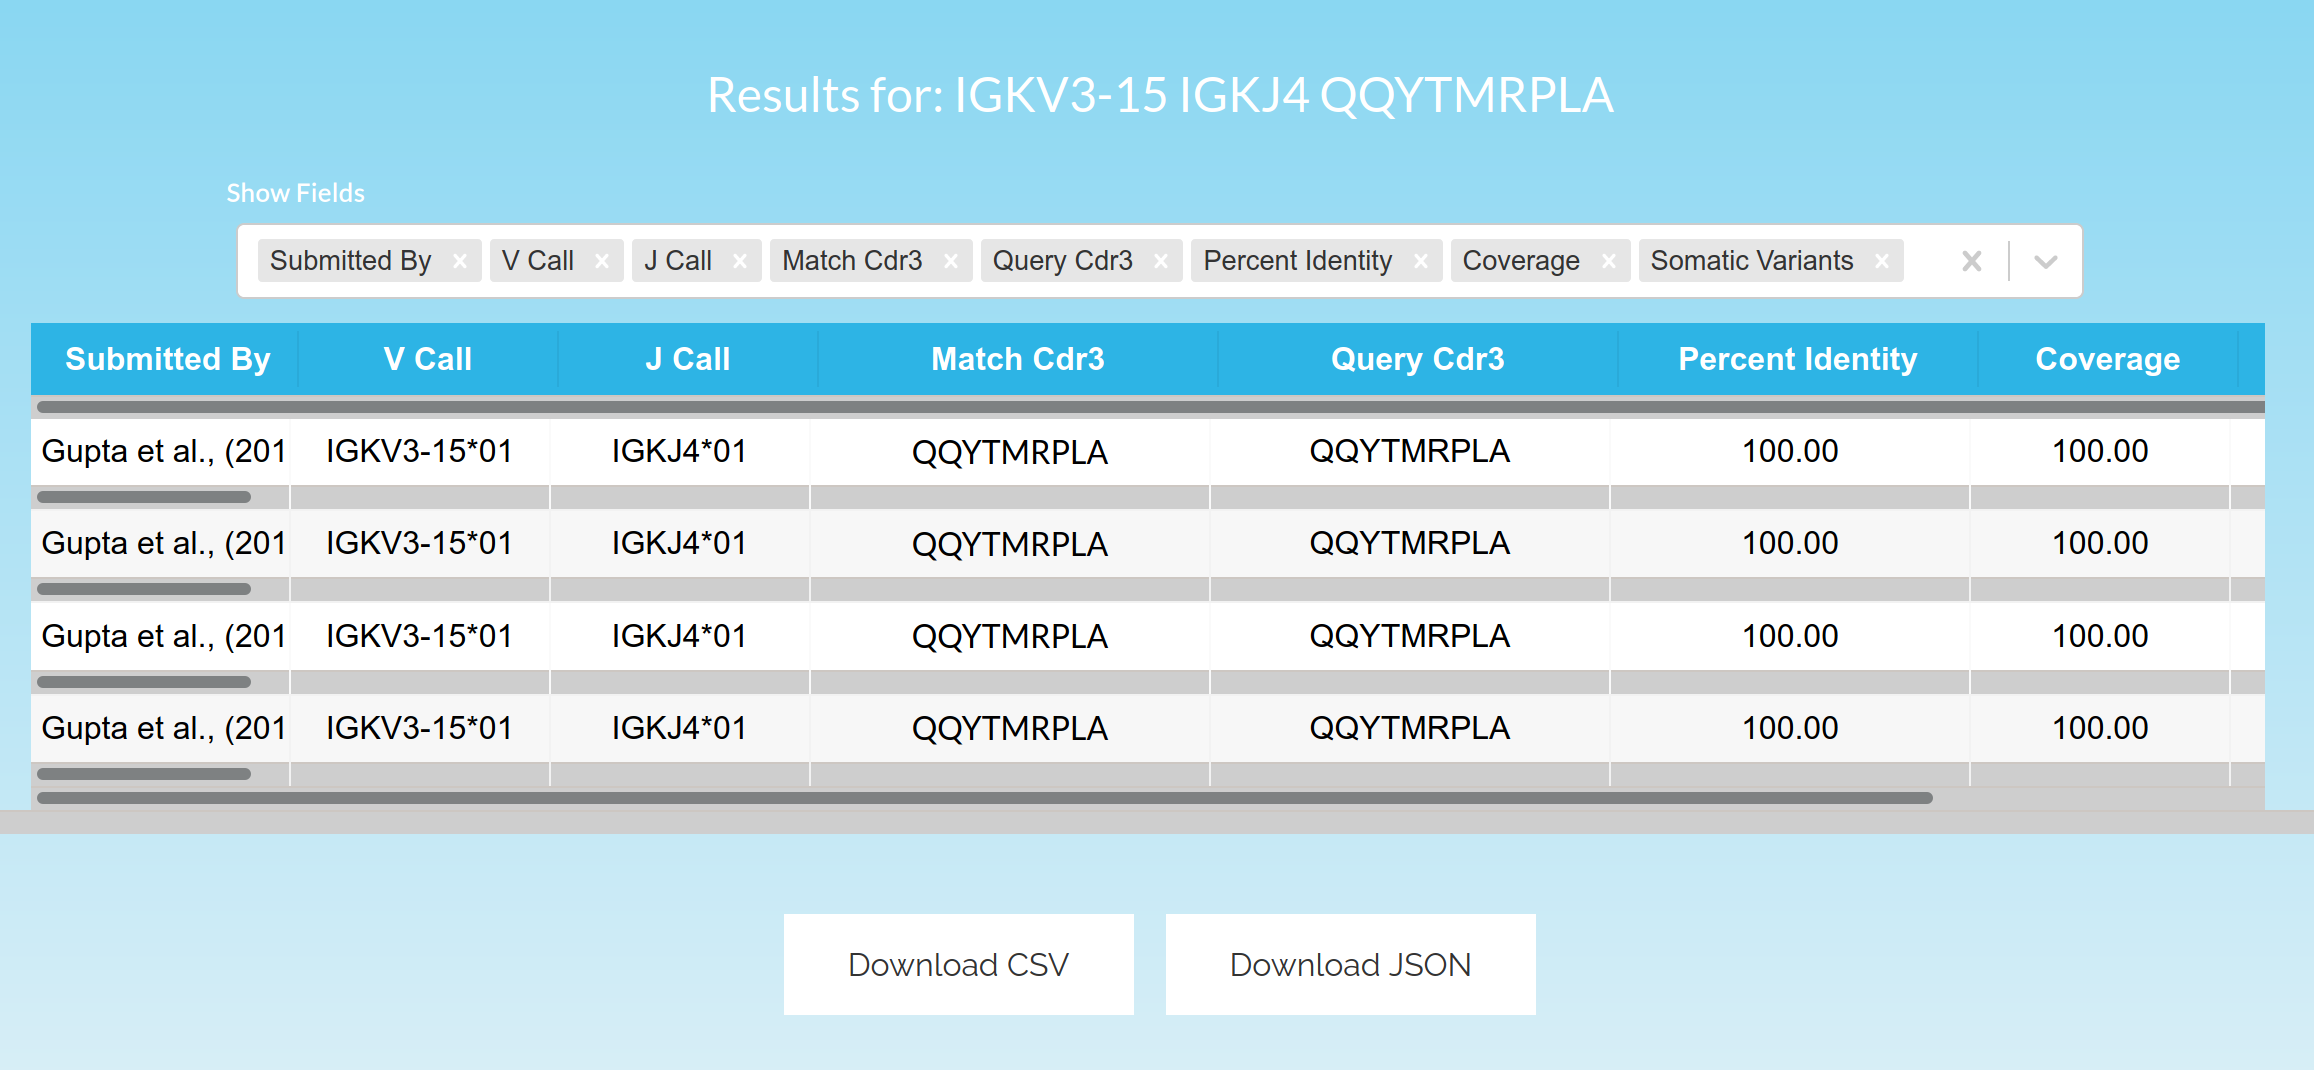 Results for: IGKV3-15 IGKJ4 QQYTMRPLA
Show Fields
Submitted By × V Call × J Call × Match Cdr3 × Query Cdr3 × Percent Identity × Coverage × Somatic Variants ×
Submitted By V Call J Call Match Cdr3 Query Cdr3 Percent Identity Coverage
Gupta et al., (201 IGKV3-15*01 IGKJ4*01 QQYTMRPLA QQYTMRPLA 100.00 100.00
Gupta et al., (201 IGKV3-15*01 IGKJ4*01 QQYTMRPLA QQYTMRPLA 100.00 100.00
Gupta et al., (201 IGKV3-15*01 IGKJ4*01 QQYTMRPLA QQYTMRPLA 100.00 100.00
Gupta et al., (201 IGKV3-15*01 IGKJ4*01 QQYTMRPLA QQYTMRPLA 100.00 100.00
Download CSV Download JSON